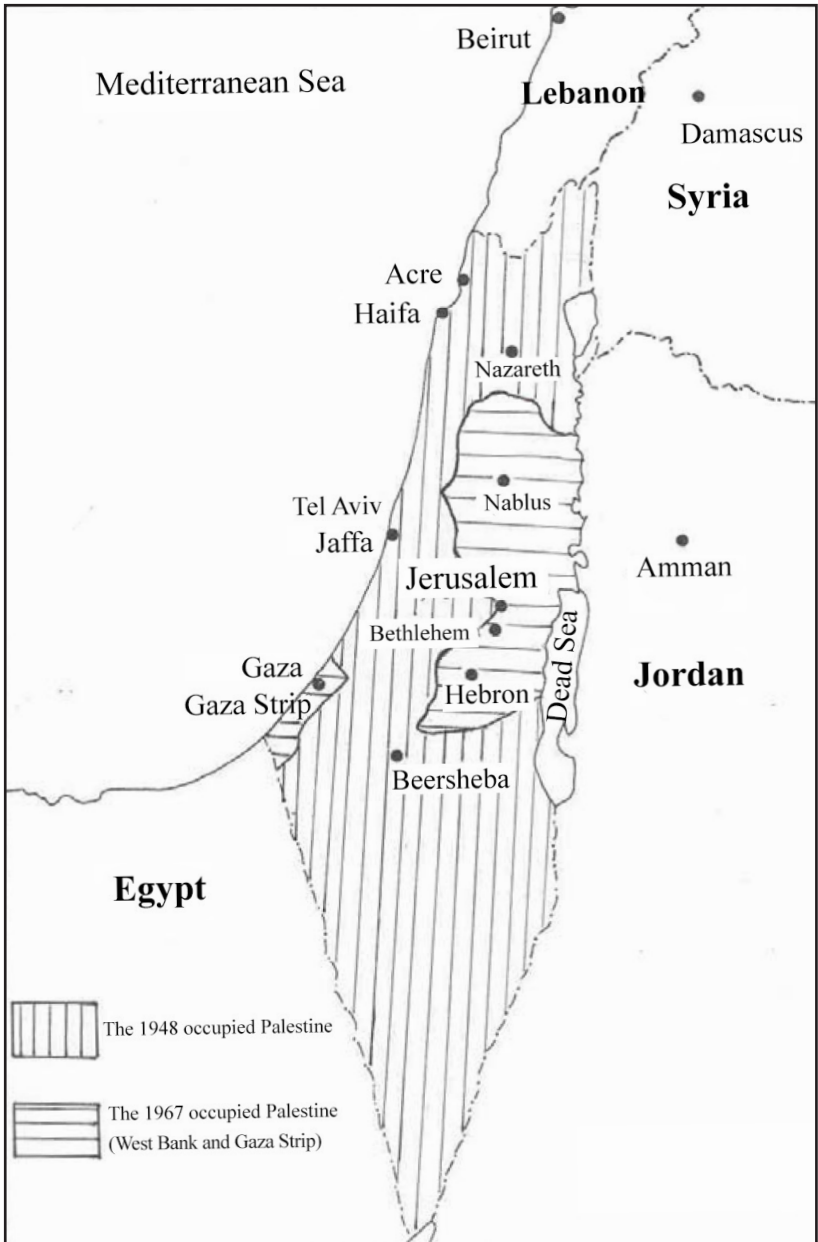 Beirut
Mediterranean Sea
Lebanon
Damascus
Syria
Acre
Haifa
Nazareth
Tel Aviv
Jaffa
Nablus
Jerusalem
Amman
Bethlehem
Dead Sea
Gaza
Gaza Strip
Hebron
Jordan
Beersheba
Egypt
The 1948 occupied Palestine
The 1967 occupied Palestine
(West Bank and Gaza Strip)